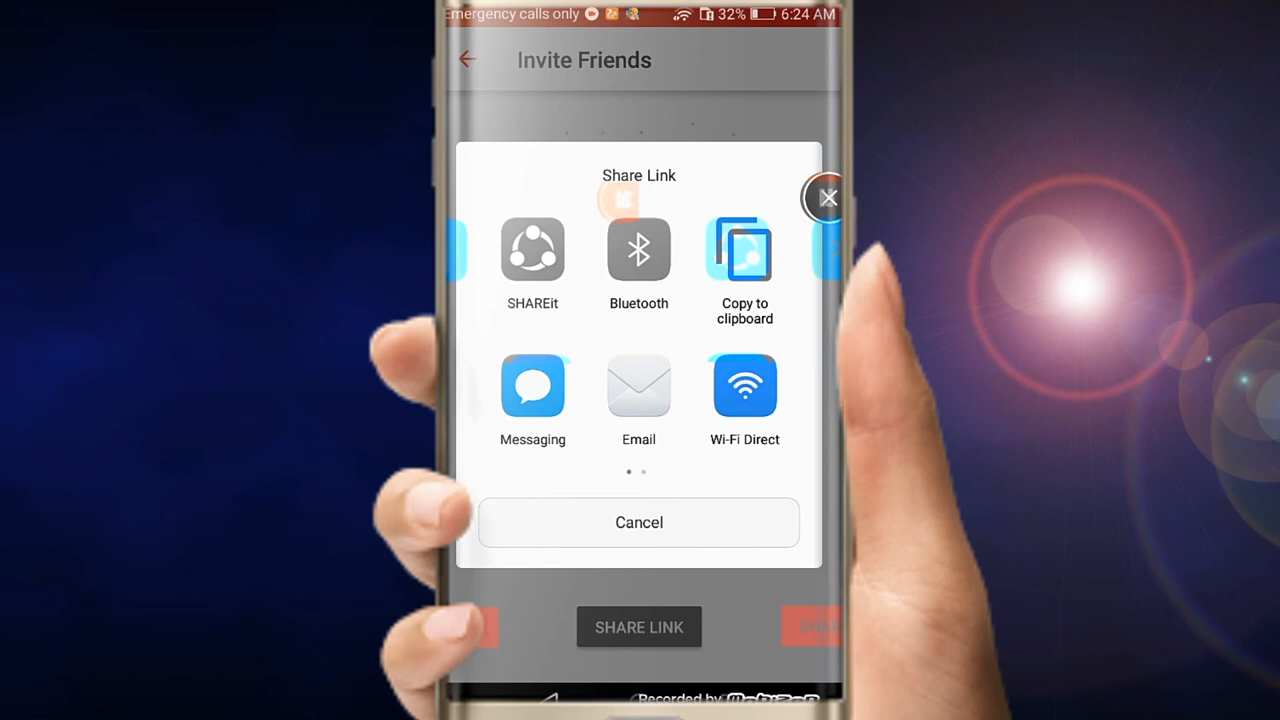 Emergency calls only 32% 6:24 AM
Invite Friends
Share Link
SHAREit Bluetooth Copy to
clipboard
Messaging Email Wi-Fi Direct
Cancel
SHARE LINK
Recorded by